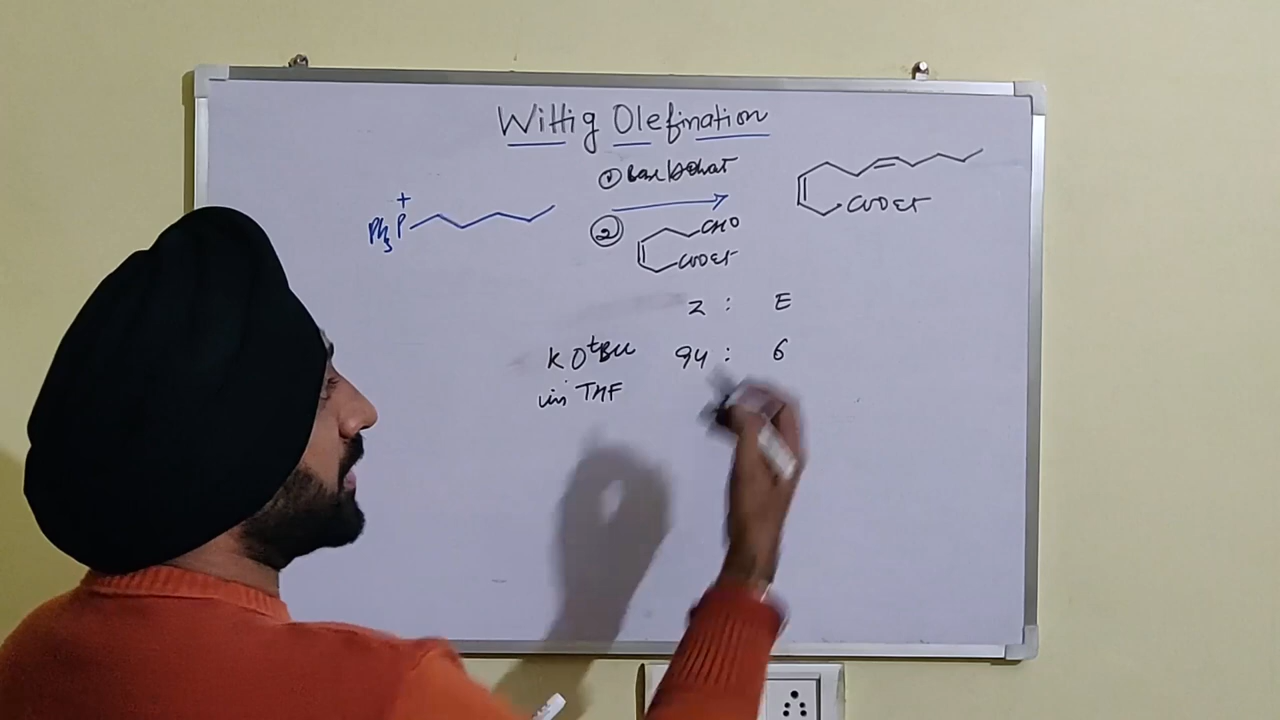 Wittig Olefination
① Base / Solvent
+
Ph₃P
②
CHO
COOEt
COOEt
Z : E
KOᵗBu 94 : 6
in THF